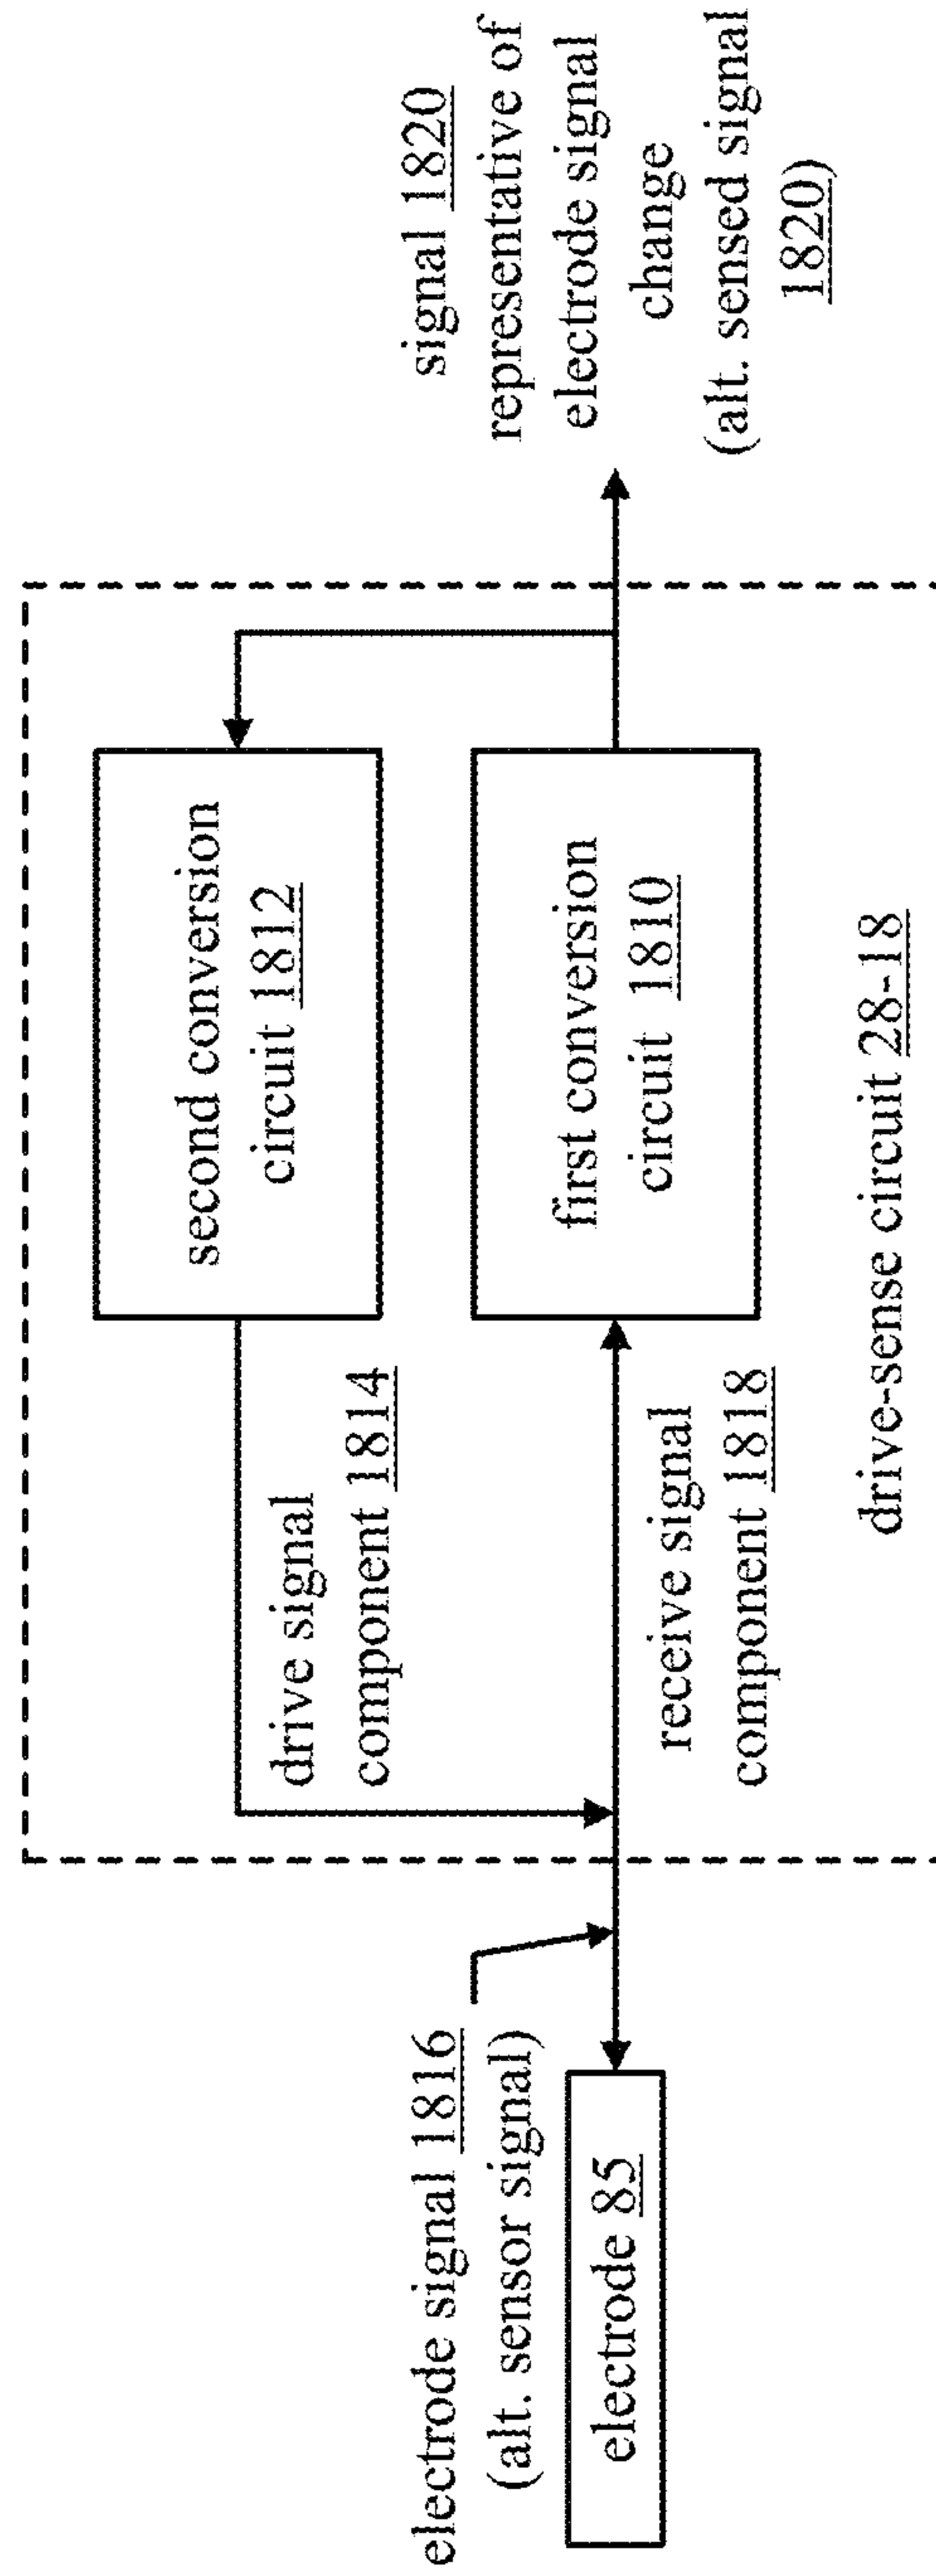 electrode signal 1816
(alt. sensor signal)
electrode 85
drive signal
component 1814
receive signal
component 1818
second conversion
circuit 1812
first conversion
circuit 1810
drive-sense circuit 28-18
signal 1820
representative of
electrode signal
change
(alt. sensed signal
1820)